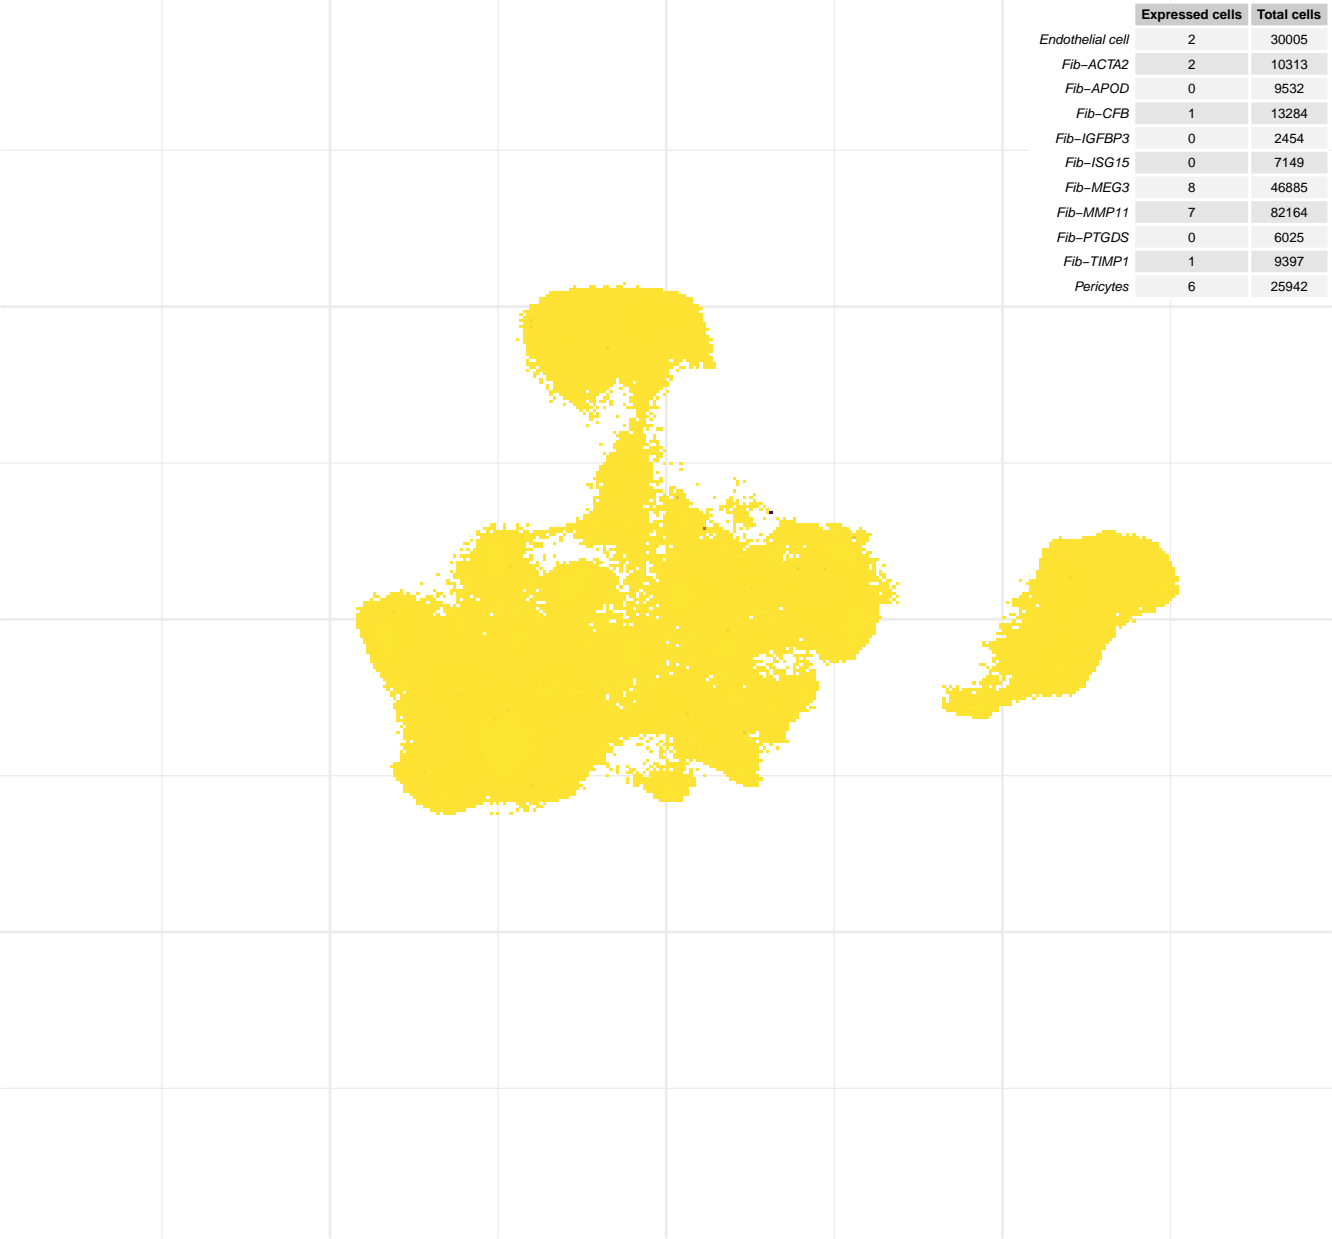 Expressed cells Total cells
Endothelial cell 2 30005
Fib−ACTA2 2 10313
Fib−APOD 0 9532
Fib−CFB 1 13284
Fib−IGFBP3 0 2454
Fib−ISG15 0 7149
Fib−MEG3 8 46885
Fib−MMP11 7 82164
Fib−PTGDS 0 6025
Fib−TIMP1 1 9397
Pericytes 6 25942